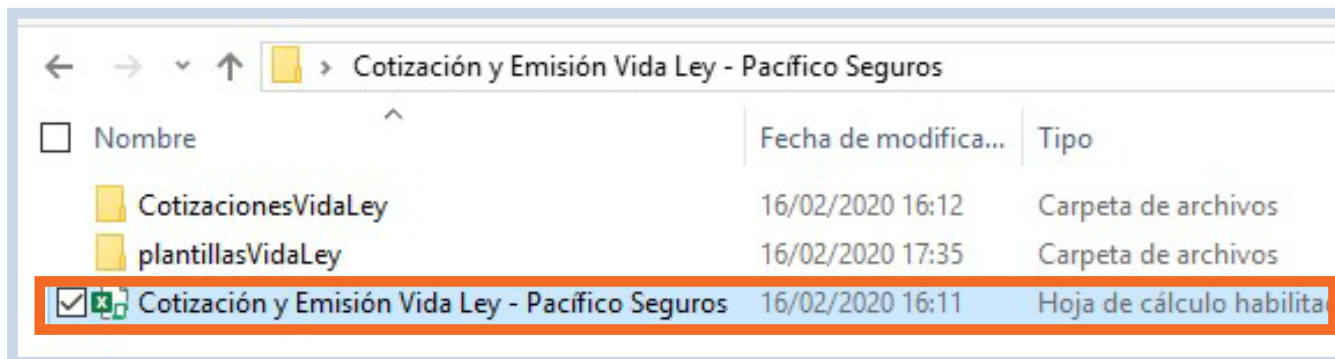 Cotización y Emisión Vida Ley - Pacífico Seguros
Nombre Fecha de modifica... Tipo
CotizacionesVidaLey 16/02/2020 16:12 Carpeta de archivos
plantillasVidaLey 16/02/2020 17:35 Carpeta de archivos
Cotización y Emisión Vida Ley - Pacífico Seguros 16/02/2020 16:11 Hoja de cálculo habilita